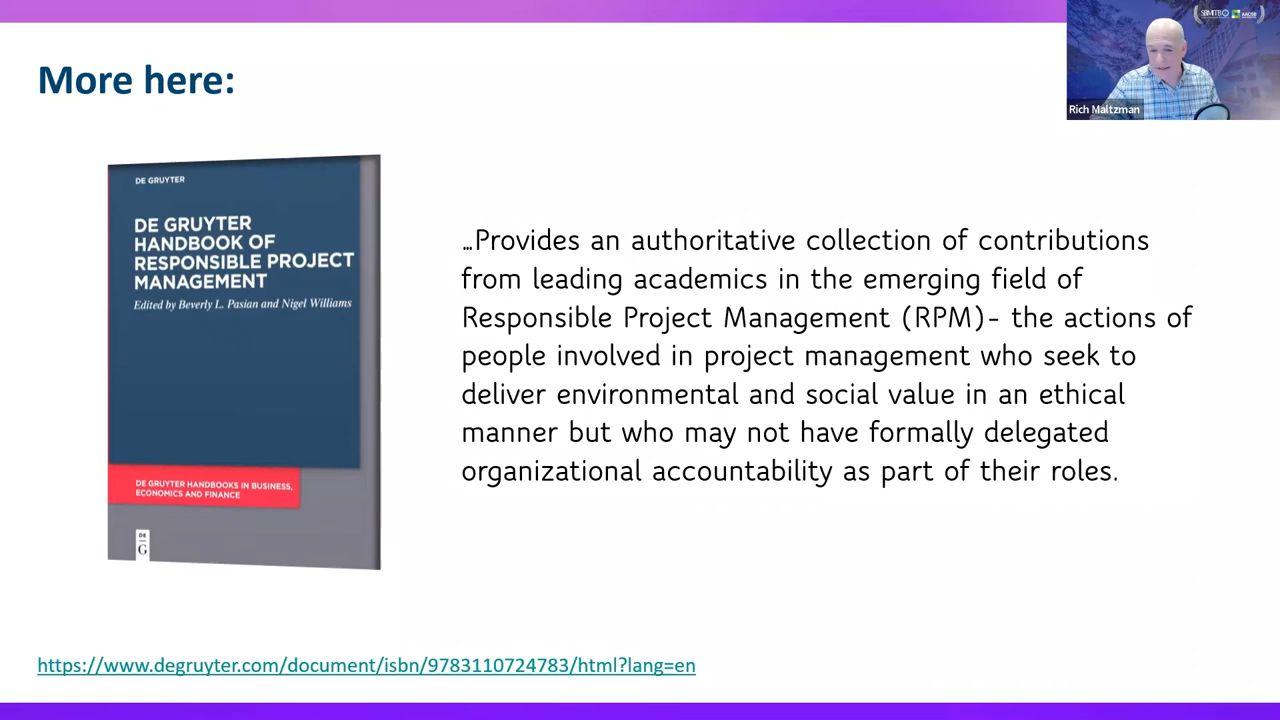 More here:
SBMITB
AACSB
Rich Maltzman
DE GRUYTER
DE GRUYTER
HANDBOOK OF
RESPONSIBLE PROJECT
MANAGEMENT
Edited by Beverly L. Pasian and Nigel Williams
DE GRUYTER HANDBOOKS IN BUSINESS,
ECONOMICS AND FINANCE
DE
G
…Provides an authoritative collection of contributions
from leading academics in the emerging field of
Responsible Project Management (RPM)- the actions of
people involved in project management who seek to
deliver environmental and social value in an ethical
manner but who may not have formally delegated
organizational accountability as part of their roles.
https://www.degruyter.com/document/isbn/9783110724783/html?lang=en